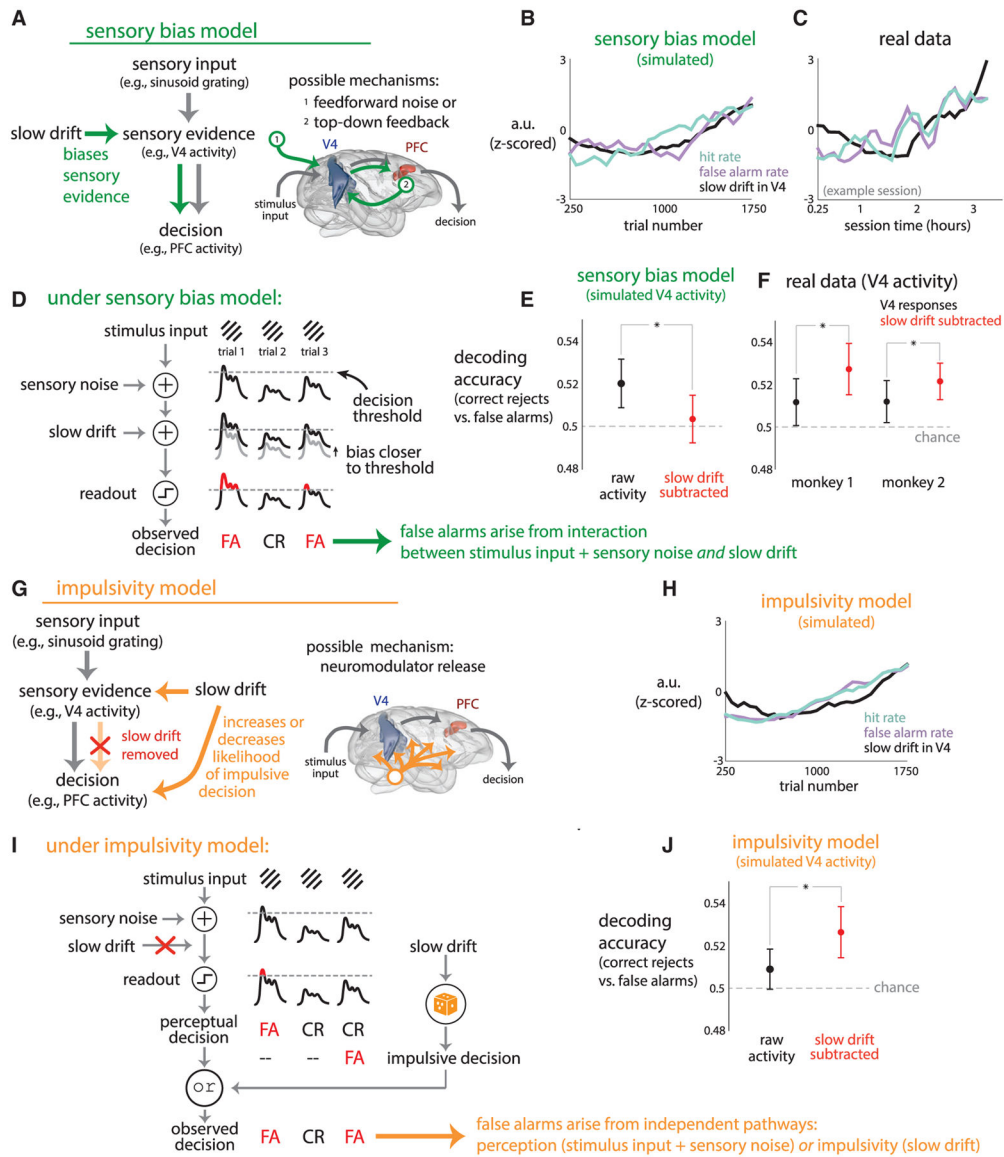 A
sensory bias model
sensory input
(e.g., sinusoid grating)
slow drift
biases
sensory
evidence
sensory evidence
(e.g., V4 activity)
decision
(e.g., PFC activity)
possible mechanisms:
1 feedforward noise or
2 top-down feedback
V4
PFC
1
2
stimulus
input
decision
B
sensory bias model
(simulated)
a.u.
(z-scored)
3
0
-3
hit rate
false alarm rate
slow drift in V4
250
1000
1750
trial number
C
real data
3
0
-3
(example session)
0.25
1
2
3
session time (hours)
D
under sensory bias model:
stimulus input
trial 1
trial 2
trial 3
sensory noise
+
decision
threshold
slow drift
+
bias closer
to threshold
readout
observed
decision
FA
CR
FA
false alarms arise from interaction
between stimulus input + sensory noise and slow drift
E
sensory bias model
(simulated V4 activity)
decoding
accuracy
(correct rejects
vs. false alarms)
0.54
0.52
0.5
0.48
*
raw
activity
slow drift
subtracted
F
real data (V4 activity)
V4 responses
slow drift subtracted
0.54
0.52
0.5
0.48
*
*
chance
monkey 1
monkey 2
G
impulsivity model
sensory input
(e.g., sinusoid grating)
sensory evidence
(e.g., V4 activity)
slow drift
slow drift
removed
increases or
decreases
likelihood
of impulsive
decision
decision
(e.g., PFC activity)
possible mechanism:
neuromodulator release
V4
PFC
stimulus
input
decision
H
impulsivity model
(simulated)
a.u.
(z-scored)
3
0
-3
hit rate
false alarm rate
slow drift in V4
250
1000
1750
trial number
I
under impulsivity model:
stimulus input
sensory noise
+
slow drift
readout
perceptual
decision
FA
CR
CR
--
--
FA
slow drift
impulsive decision
or
observed
decision
FA
CR
FA
false alarms arise from independent pathways:
perception (stimulus input + sensory noise) or impulsivity (slow drift)
J
impulsivity model
(simulated V4 activity)
decoding
accuracy
(correct rejects
vs. false alarms)
0.54
0.52
0.5
0.48
*
chance
raw
activity
slow drift
subtracted